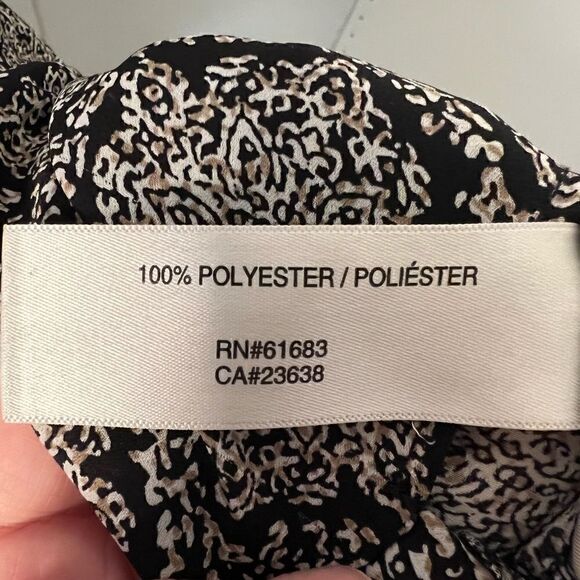 100% POLYESTER / POLIÉSTER
RN#61683
CA#23638